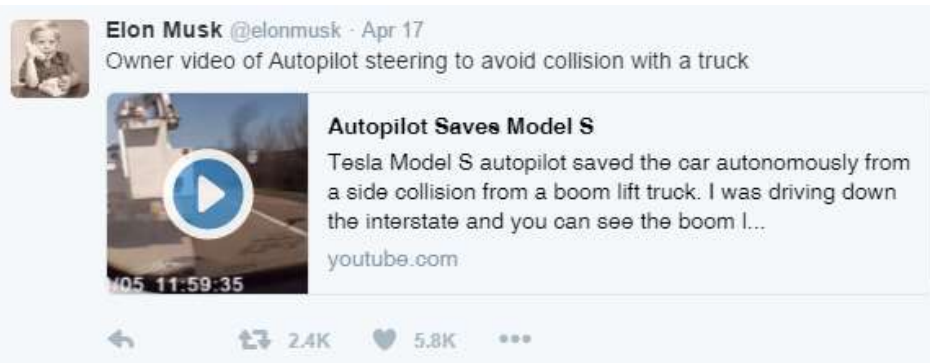 Elon Musk @elonmusk · Apr 17
Owner video of Autopilot steering to avoid collision with a truck
Autopilot Saves Model S
Tesla Model S autopilot saved the car autonomously from
a side collision from a boom lift truck. I was driving down
the interstate and you can see the boom l...
youtube.com
/05 11:59:35
2.4K 5.8K